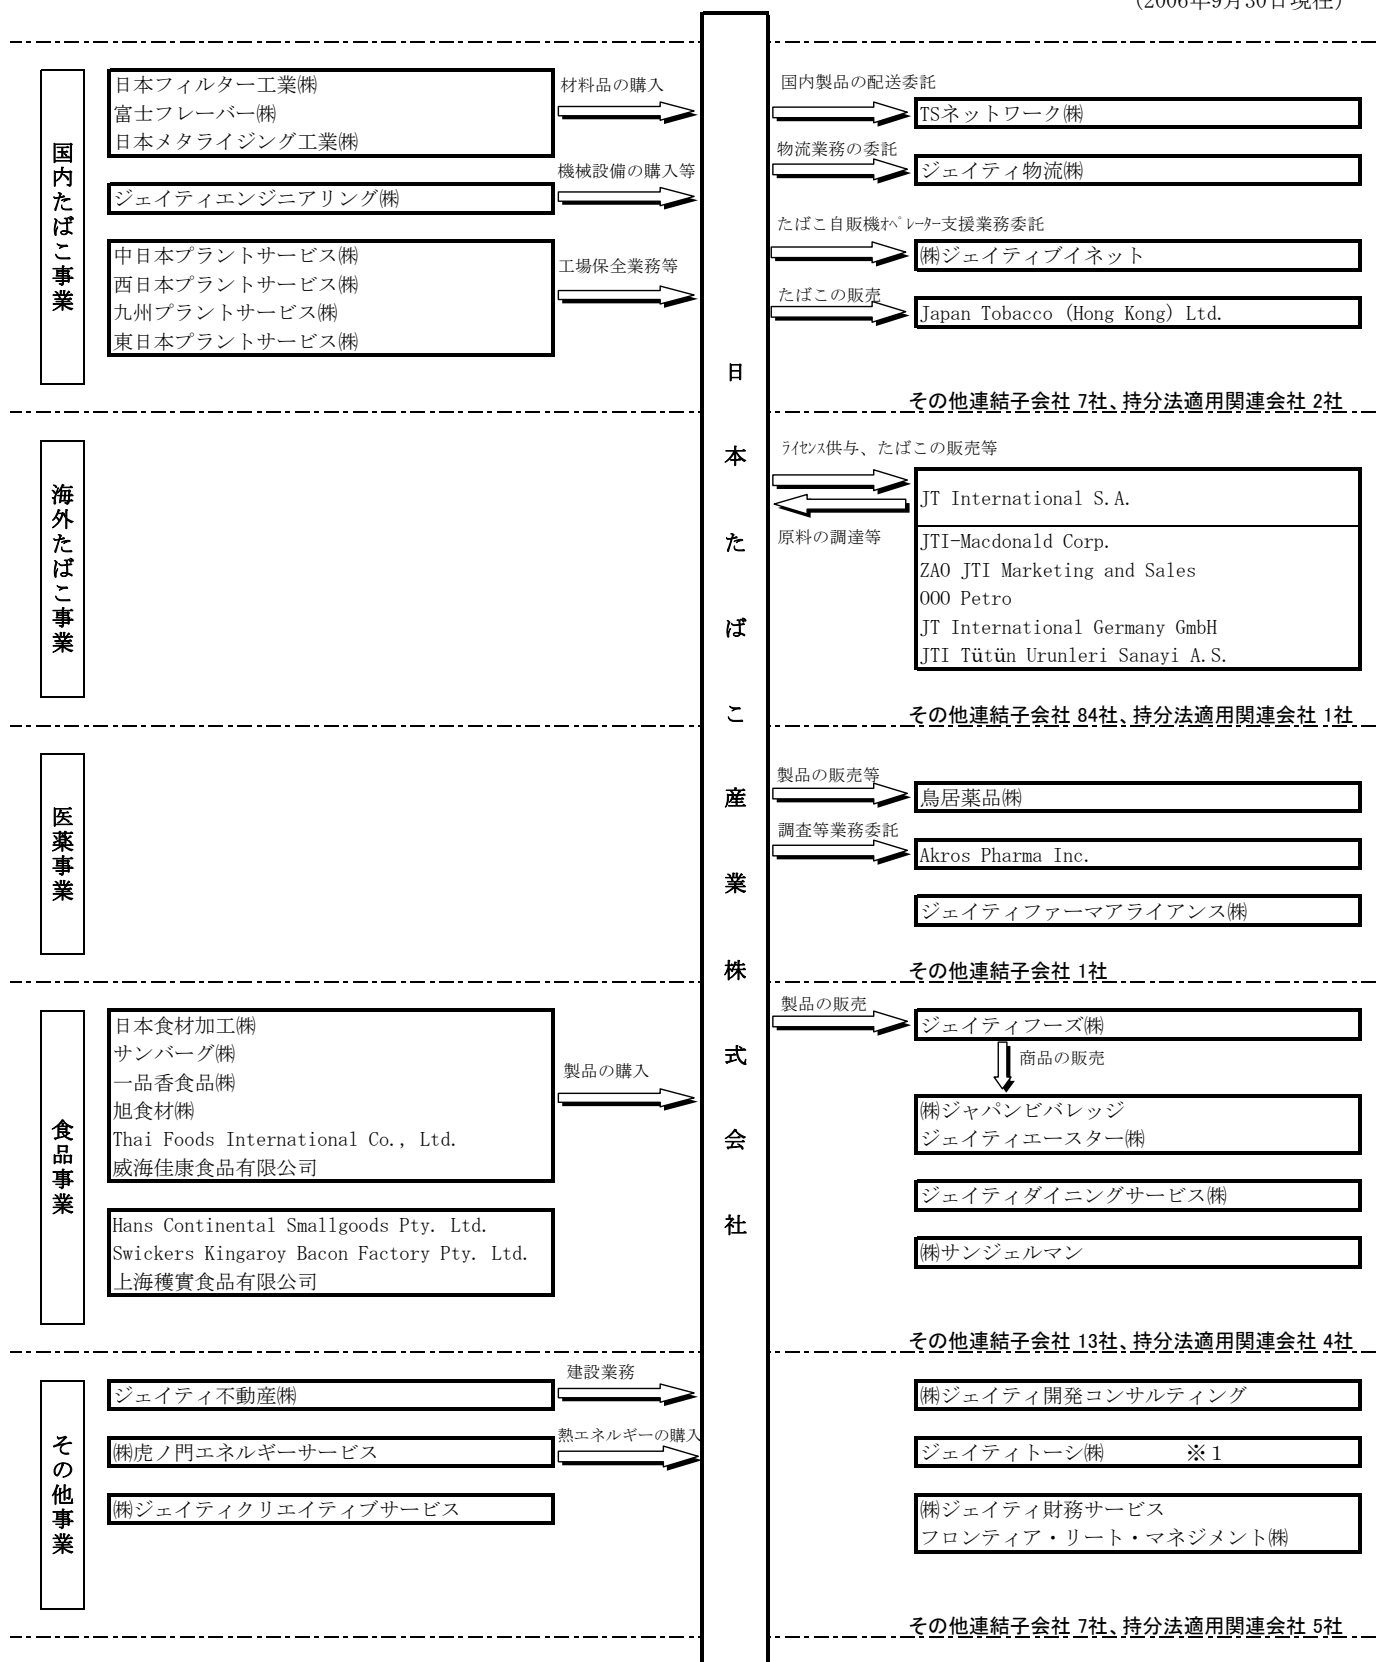 (2006年9月30日現在)
国内たばこ事業
日本フィルター工業㈱
富士フレーバー㈱
日本メタライジング工業㈱
材料品の購入
ジェイティエンジニアリング㈱
機械設備の購入等
中日本プラントサービス㈱
西日本プラントサービス㈱
九州プラントサービス㈱
東日本プラントサービス㈱
工場保全業務等
日本たばこ産業株式会社
国内製品の配送委託
TSネットワーク㈱
物流業務の委託
ジェイティ物流㈱
たばこ自販機ｵﾍﾟﾚｰﾀｰ支援業務委託
㈱ジェイティブイネット
たばこの販売
Japan Tobacco (Hong Kong) Ltd.
その他連結子会社 7社、持分法適用関連会社 2社
海外たばこ事業
ﾗｲｾﾝｽ供与、たばこの販売等
JT International S.A.
原料の調達等
JTI-Macdonald Corp.
ZAO JTI Marketing and Sales
OOO Petro
JT International Germany GmbH
JTI Tütün Urunleri Sanayi A.S.
その他連結子会社 84社、持分法適用関連会社 1社
医薬事業
製品の販売等
鳥居薬品㈱
調査等業務委託
Akros Pharma Inc.
ジェイティファーマアライアンス㈱
その他連結子会社 1社
食品事業
日本食材加工㈱
サンバーグ㈱
一品香食品㈱
旭食材㈱
Thai Foods International Co., Ltd.
威海佳康食品有限公司
製品の購入
Hans Continental Smallgoods Pty. Ltd.
Swickers Kingaroy Bacon Factory Pty. Ltd.
上海穫實食品有限公司
製品の販売
ジェイティフーズ㈱
商品の販売
㈱ジャパンビバレッジ
ジェイティエースター㈱
ジェイティダイニングサービス㈱
㈱サンジェルマン
その他連結子会社 13社、持分法適用関連会社 4社
その他事業
ジェイティ不動産㈱
建設業務
㈱虎ノ門エネルギーサービス
熱エネルギーの購入
㈱ジェイティクリエイティブサービス
㈱ジェイティ開発コンサルティング
ジェイティトーシ㈱ ※１
㈱ジェイティ財務サービス
フロンティア・リート・マネジメント㈱
その他連結子会社 7社、持分法適用関連会社 5社